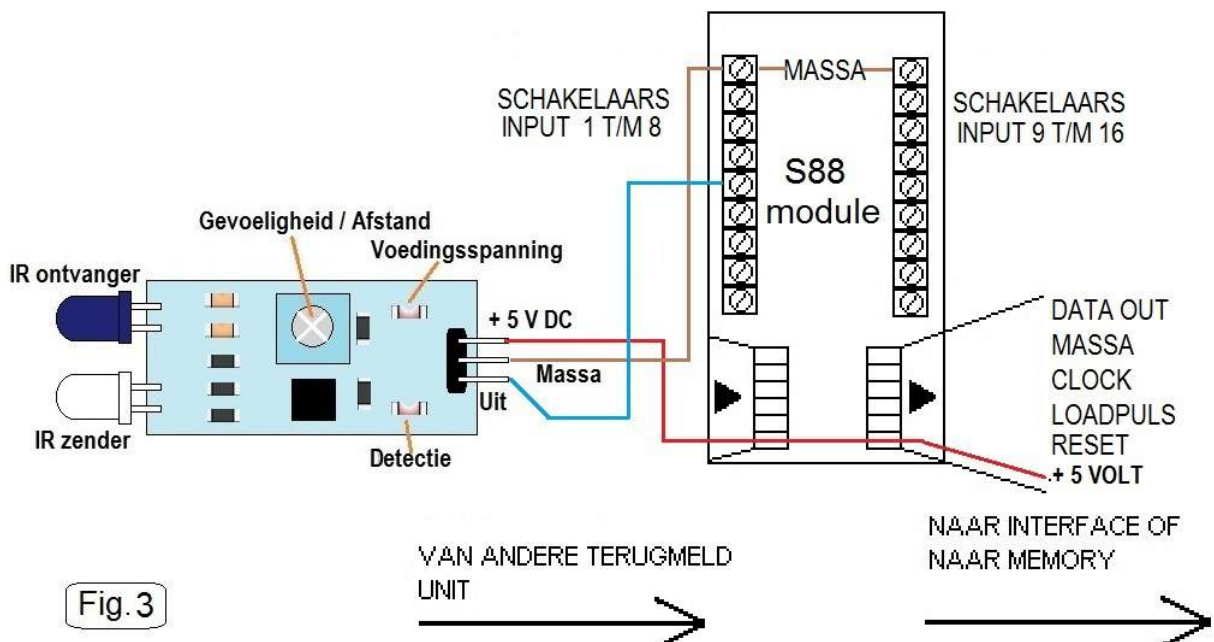 MASSA
SCHAKELAARS
INPUT 1 T/M 8
SCHAKELAARS
INPUT 9 T/M 16
S88
module
Gevoeligheid / Afstand
Voedingsspanning
IR ontvanger
+ 5 V DC
Massa
Uit
IR zender
Detectie
DATA OUT
MASSA
CLOCK
LOADPULS
RESET
+ 5 VOLT
VAN ANDERE TERUGMELD
UNIT
NAAR INTERFACE OF
NAAR MEMORY
Fig. 3